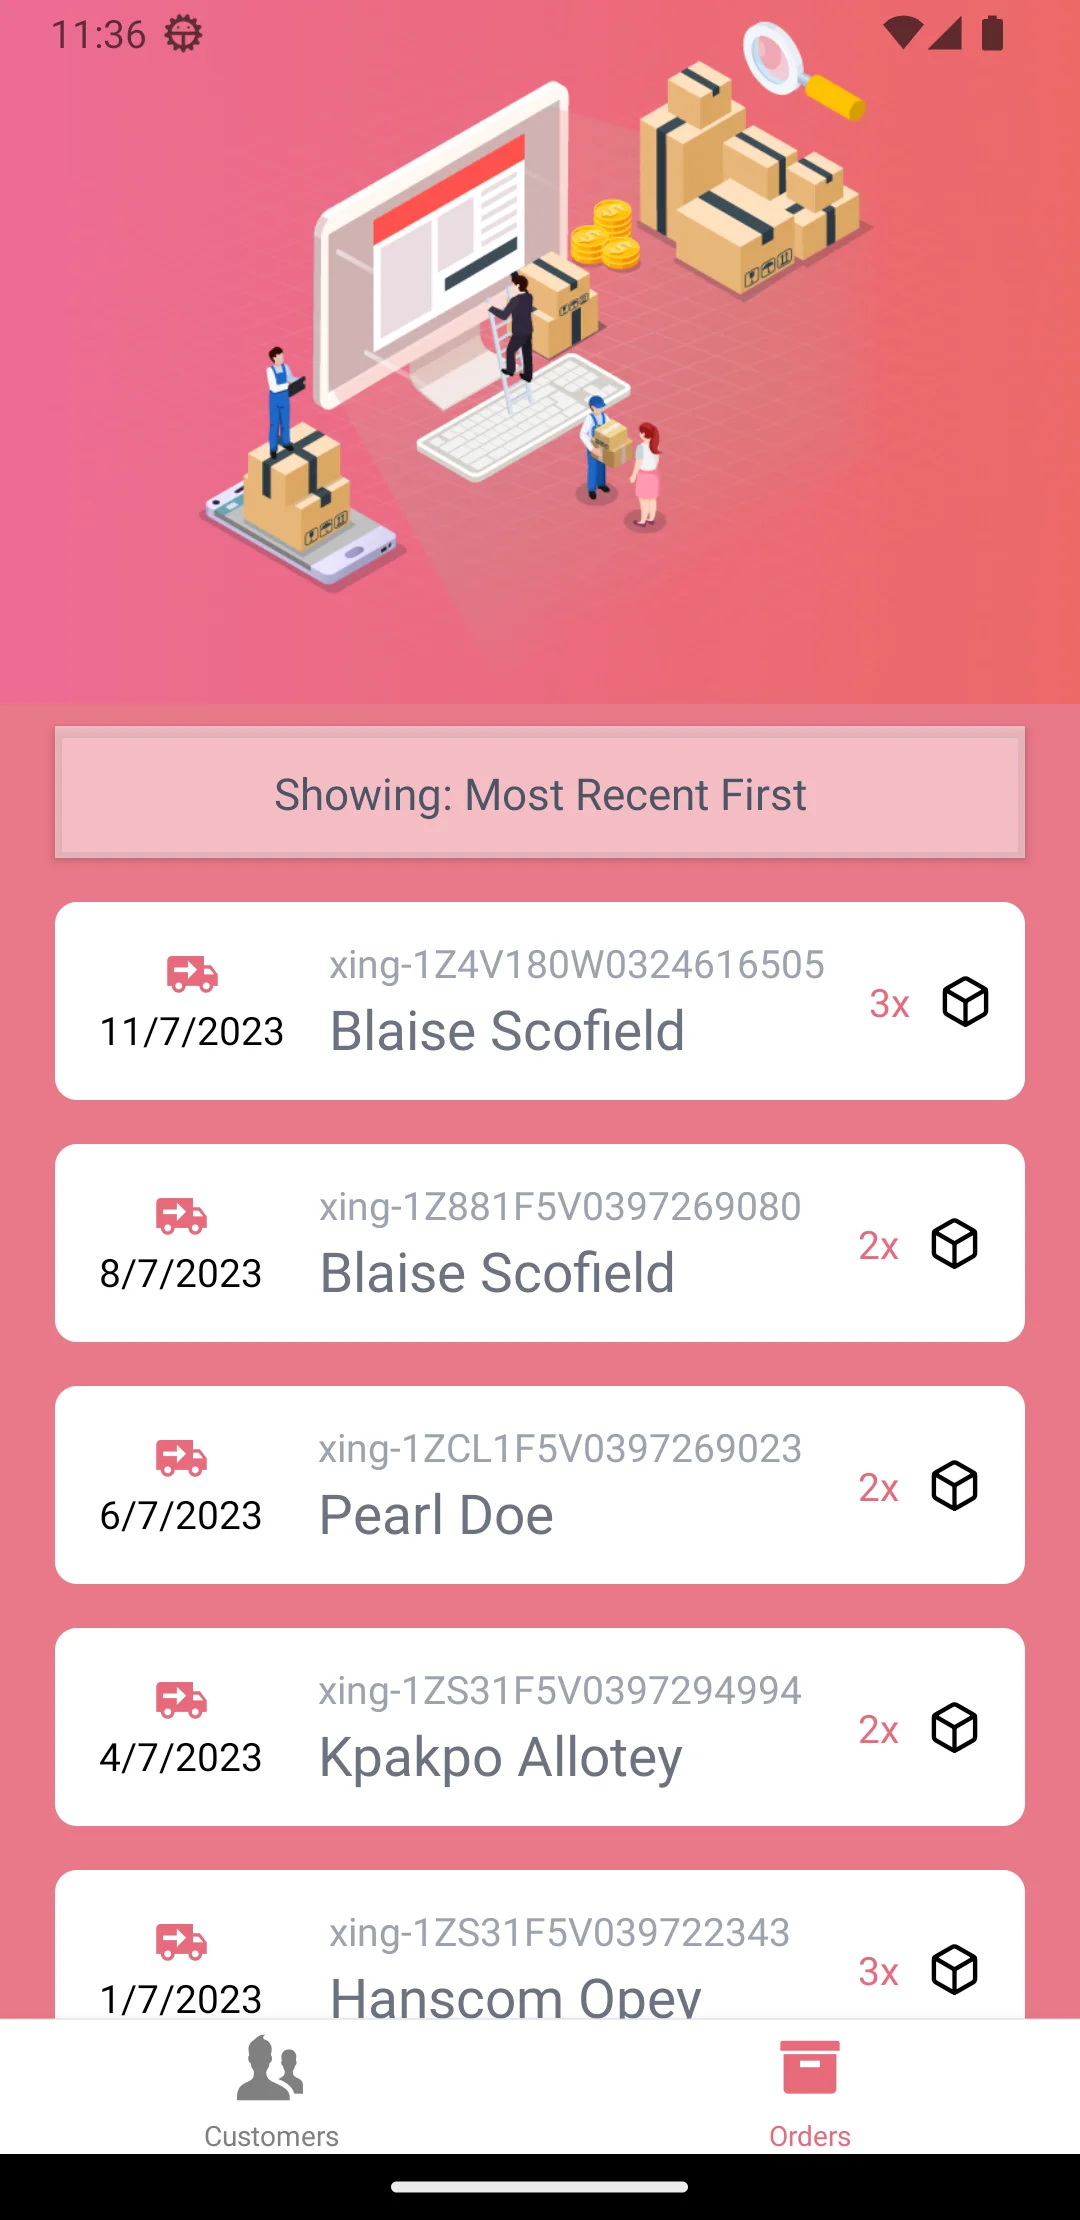 11:36
Showing: Most Recent First
xing-1Z4V180W0324616505
11/7/2023
Blaise Scofield
3x
xing-1Z881F5V0397269080
8/7/2023
Blaise Scofield
2x
xing-1ZCL1F5V0397269023
6/7/2023
Pearl Doe
2x
xing-1ZS31F5V0397294994
4/7/2023
Kpakpo Allotey
2x
xing-1ZS31F5V039722343
1/7/2023
Hanscom Opey
3x
Customers
Orders